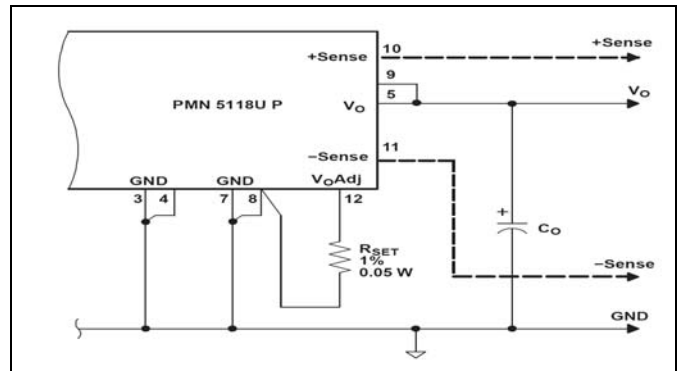 +Sense 10 +Sense
9
PMN 5118U P VO 5 VO
11
–Sense
GND GND VOAdj
3 4 7 8 12
+
CO
RSET
1%
0.05 W
–Sense
GND